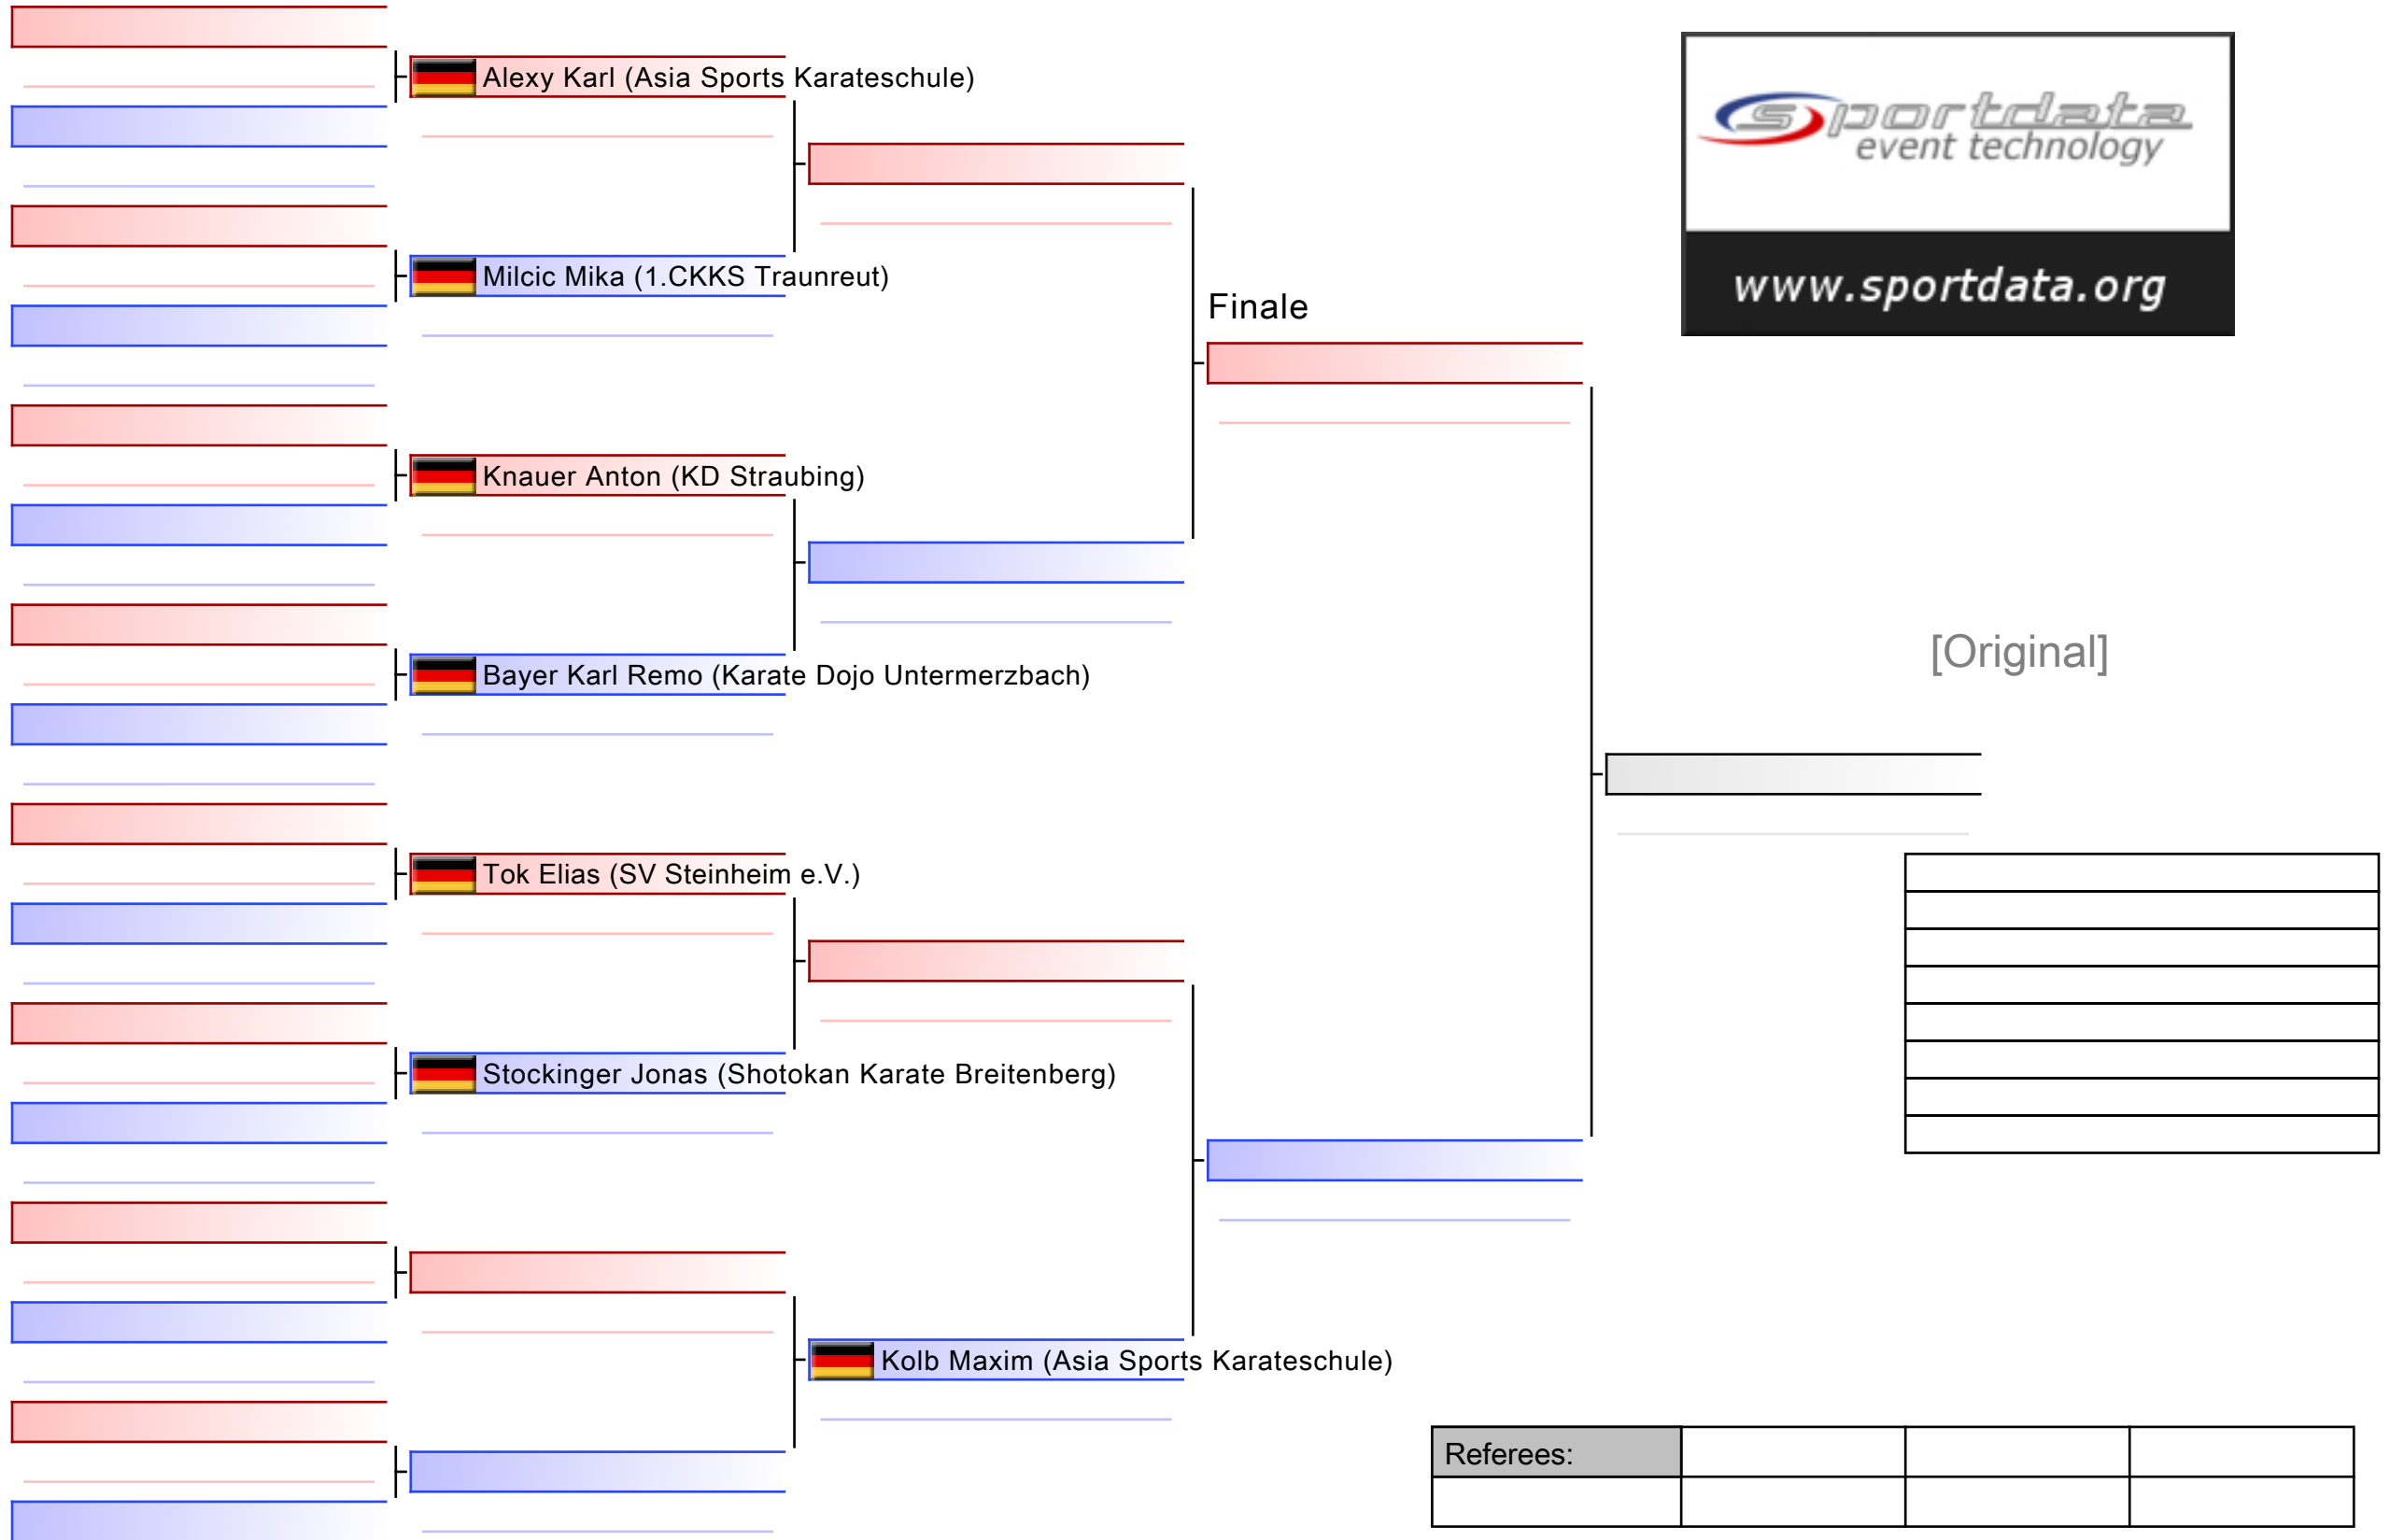 Alexy Karl (Asia Sports Karateschule)
sportdata
event technology
www.sportdata.org
Milcic Mika (1.CKKS Traunreut)
Finale
Knauer Anton (KD Straubing)
Bayer Karl Remo (Karate Dojo Untermerzbach)
[Original]
Tok Elias (SV Steinheim e.V.)
Stockinger Jonas (Shotokan Karate Breitenberg)
Kolb Maxim (Asia Sports Karateschule)
Referees: